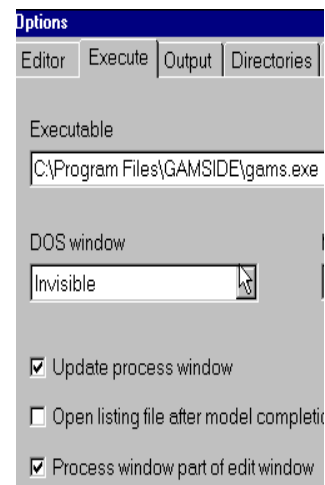 Options
Editor Execute Output Directories
Executable
C:\Program Files\GAMSIDE\gams.exe
DOS window
Invisible
Update process window
Open listing file after model completio
Process window part of edit window